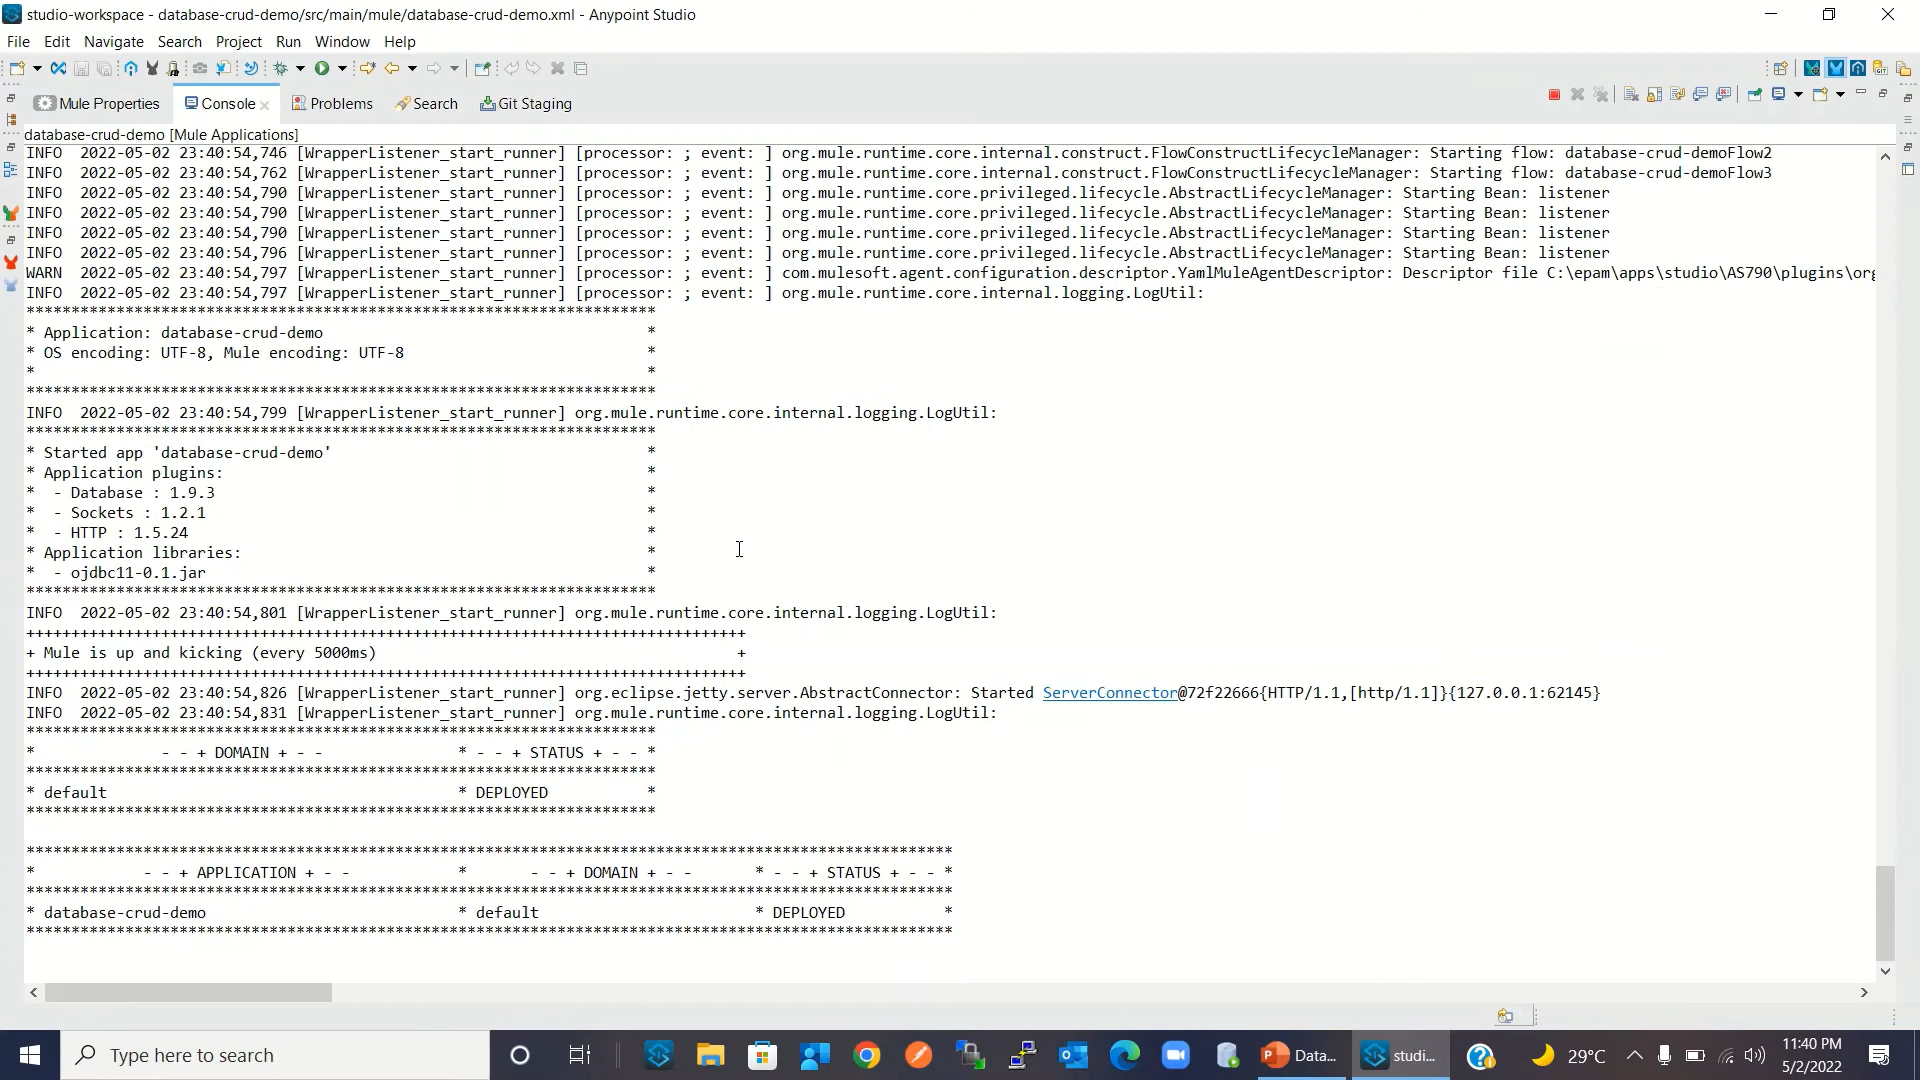 studio-workspace - database-crud-demo/src/main/mule/database-crud-demo.xml - Anypoint Studio
File Edit Navigate Search Project Run Window Help
Mule Properties Console Problems Search Git Staging
database-crud-demo [Mule Applications]
INFO  2022-05-02 23:40:54,746 [WrapperListener_start_runner] [processor: ; event: ] org.mule.runtime.core.internal.construct.FlowConstructLifecycleManager: Starting flow: database-crud-demoFlow2
INFO  2022-05-02 23:40:54,762 [WrapperListener_start_runner] [processor: ; event: ] org.mule.runtime.core.internal.construct.FlowConstructLifecycleManager: Starting flow: database-crud-demoFlow3
INFO  2022-05-02 23:40:54,790 [WrapperListener_start_runner] [processor: ; event: ] org.mule.runtime.core.privileged.lifecycle.AbstractLifecycleManager: Starting Bean: listener
INFO  2022-05-02 23:40:54,790 [WrapperListener_start_runner] [processor: ; event: ] org.mule.runtime.core.privileged.lifecycle.AbstractLifecycleManager: Starting Bean: listener
INFO  2022-05-02 23:40:54,790 [WrapperListener_start_runner] [processor: ; event: ] org.mule.runtime.core.privileged.lifecycle.AbstractLifecycleManager: Starting Bean: listener
INFO  2022-05-02 23:40:54,796 [WrapperListener_start_runner] [processor: ; event: ] org.mule.runtime.core.privileged.lifecycle.AbstractLifecycleManager: Starting Bean: listener
WARN  2022-05-02 23:40:54,797 [WrapperListener_start_runner] [processor: ; event: ] com.mulesoft.agent.configuration.descriptor.YamlMuleAgentDescriptor: Descriptor file C:\epam\apps\studio\AS790\plugins\org
INFO  2022-05-02 23:40:54,797 [WrapperListener_start_runner] [processor: ; event: ] org.mule.runtime.core.internal.logging.LogUtil:
**********************************************************************
* Application: database-crud-demo                                    *
* OS encoding: UTF-8, Mule encoding: UTF-8                           *
*                                                                    *
**********************************************************************
INFO  2022-05-02 23:40:54,799 [WrapperListener_start_runner] org.mule.runtime.core.internal.logging.LogUtil:
**********************************************************************
* Started app 'database-crud-demo'                                   *
* Application plugins:                                               *
*  - Database : 1.9.3                                                *
*  - Sockets : 1.2.1                                                 *
*  - HTTP : 1.5.24                                                   *
* Application libraries:                                             *
*  - ojdbc11-0.1.jar                                                 *
**********************************************************************
INFO  2022-05-02 23:40:54,801 [WrapperListener_start_runner] org.mule.runtime.core.internal.logging.LogUtil:
++++++++++++++++++++++++++++++++++++++++++++++++++++++++++++++++++++++++++++++++
+ Mule is up and kicking (every 5000ms)                                        +
++++++++++++++++++++++++++++++++++++++++++++++++++++++++++++++++++++++++++++++++
INFO  2022-05-02 23:40:54,826 [WrapperListener_start_runner] org.eclipse.jetty.server.AbstractConnector: Started ServerConnector@72f22666{HTTP/1.1,[http/1.1]}{127.0.0.1:62145}
INFO  2022-05-02 23:40:54,831 [WrapperListener_start_runner] org.mule.runtime.core.internal.logging.LogUtil:
**********************************************************************
*              - - + DOMAIN + - -               * - - + STATUS + - - *
**********************************************************************
* default                                       * DEPLOYED           *
**********************************************************************
*******************************************************************************************************
*            - - + APPLICATION + - -            *       - - + DOMAIN + - -       * - - + STATUS + - - *
*******************************************************************************************************
* database-crud-demo                            * default                        * DEPLOYED           *
*******************************************************************************************************
Type here to search
Data...
studi...
29°C
11:40 PM
5/2/2022